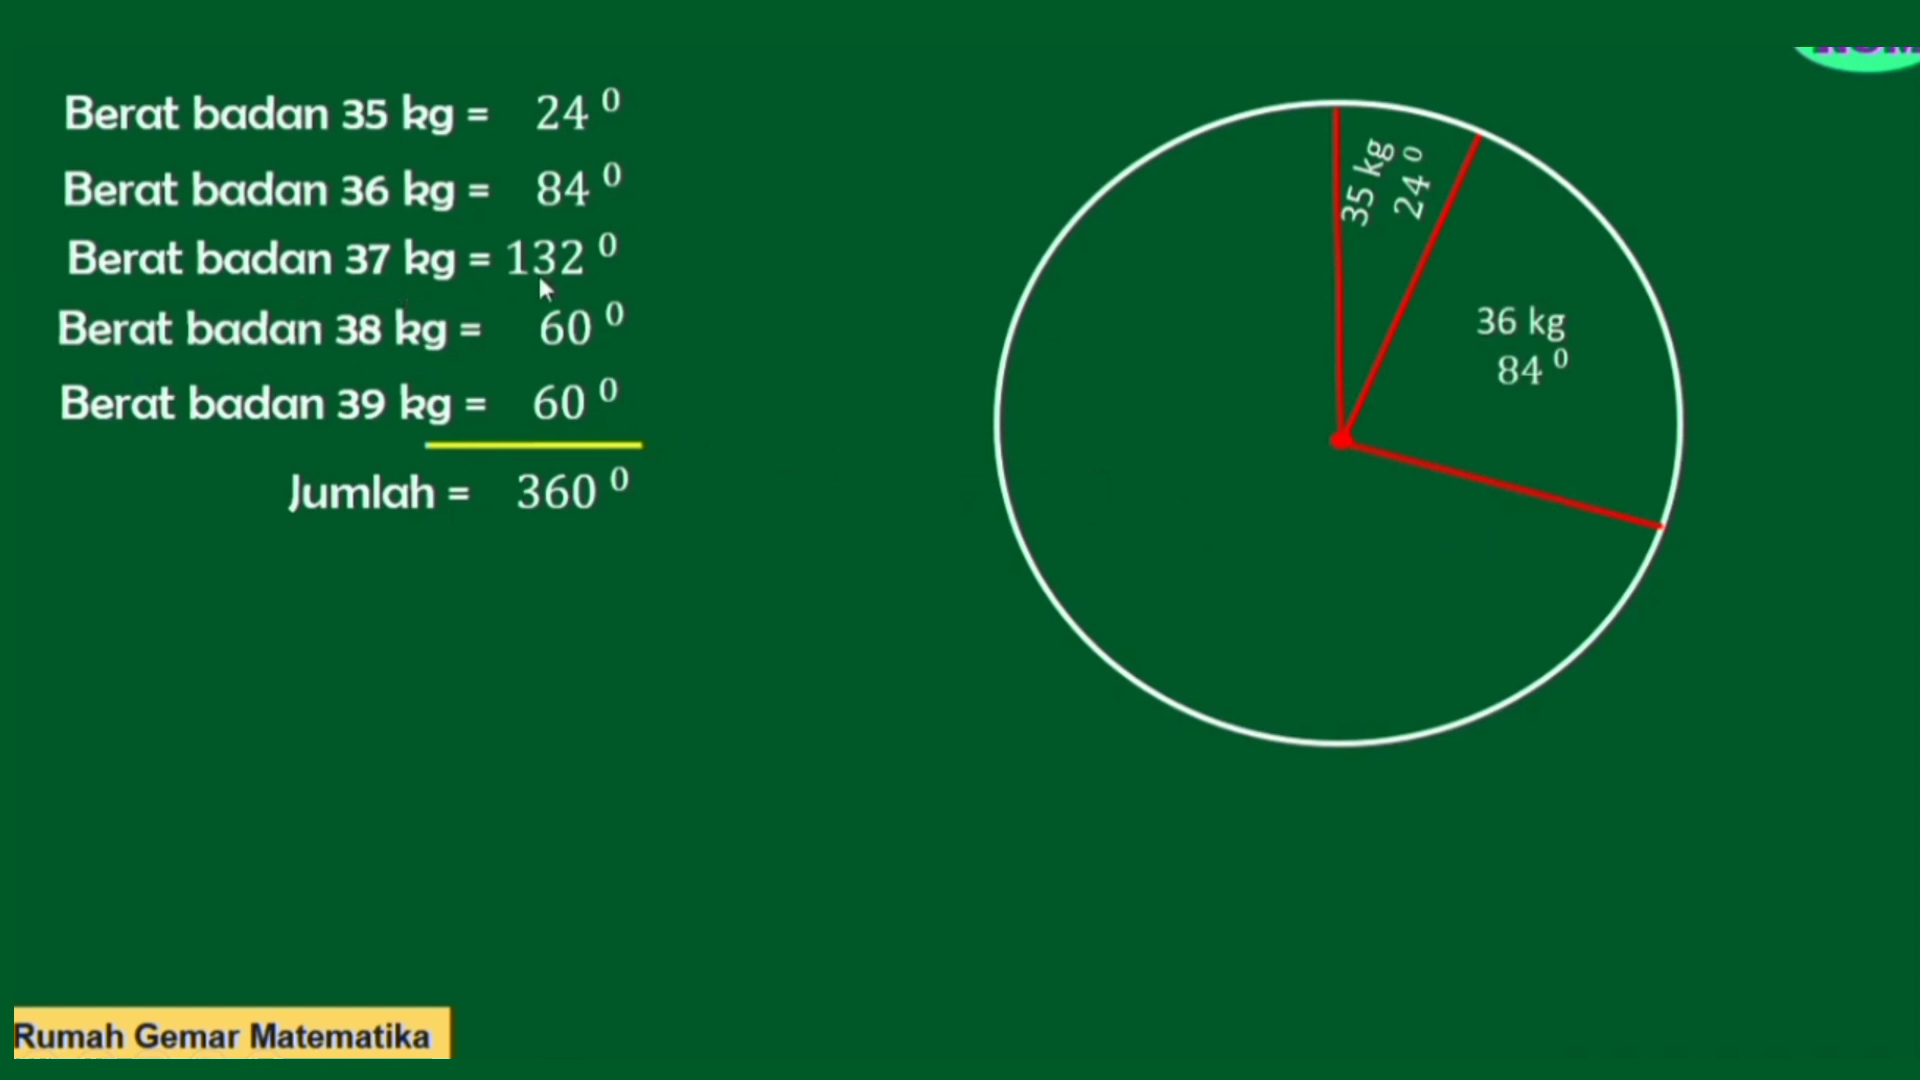 Berat badan 35 kg = 24 ⁰
Berat badan 36 kg = 84 ⁰
Berat badan 37 kg = 132 ⁰
Berat badan 38 kg = 60 ⁰
Berat badan 39 kg = 60 ⁰
Jumlah = 360 ⁰
35 kg
24 ⁰
36 kg
84 ⁰
Rumah Gemar Matematika